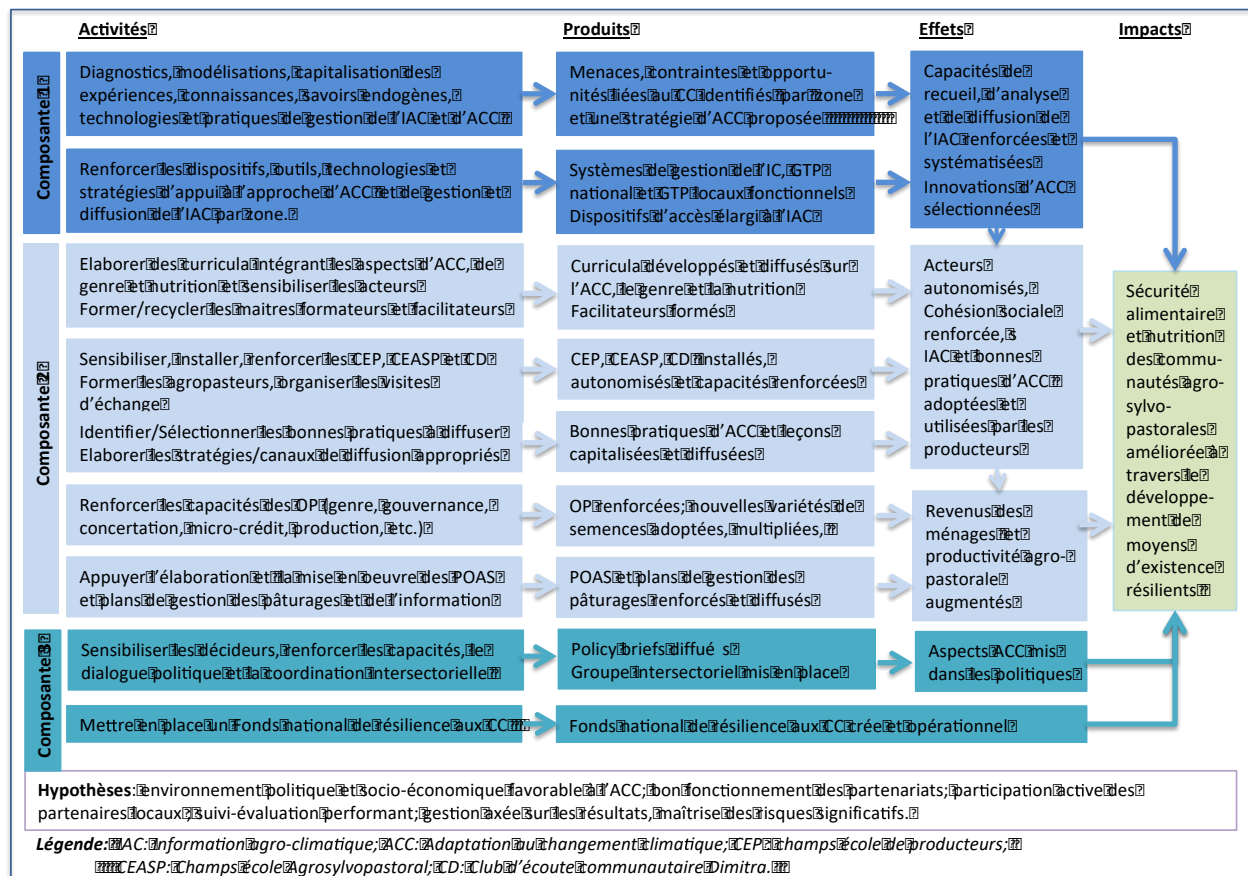 Activités Produits Effets Impacts
Composante 1
Diagnostics, modélisations, capitalisation des
expériences, connaissances, savoirs endogènes,
technologies et pratiques de gestion de l'IAC et d'ACC
Menaces, contraintes et opportu-
nités liées au CC identifiés par zone
et une stratégie d'ACC proposée
Capacités de
recueil, d'analyse
et de diffusion de
l'IAC renforcées et
systématisées
Innovations d'ACC
sélectionnées
Renforcer les dispositifs, outils, technologies et
stratégies d'appui à l'approche d'ACC et de gestion et
diffusion de l'IAC par zone.
Systèmes de gestion de l'IC, GTP
national et GTP locaux fonctionnels
Dispositifs d'accès élargi à l'IAC
Composante 2
Elaborer des curricula intégrant les aspects d'ACC, de
genre et nutrition et sensibiliser les acteurs
Former/recycler les maitres formateurs et facilitateurs
Curricula développés et diffusés sur
l'ACC, le genre et la nutrition
Facilitateurs formés
Acteurs
autonomisés,
Cohésion sociale
renforcée, s
IAC et bonnes
pratiques d'ACC
adoptées et
utilisées par les
producteurs
Sensibiliser, installer, renforcer les CEP, CEASP et CD
Former les agropasteurs, organiser les visites
d'échange
CEP, CEASP, CD installés,
autonomisés et capacités renforcées
Identifier/Sélectionner les bonnes pratiques à diffuser
Elaborer les stratégies/canaux de diffusion appropriés
Bonnes pratiques d'ACC et leçons
capitalisées et diffusées
Renforcer les capacités des OP (genre, gouvernance,
concertation, micro-crédit, production, etc.)
OP renforcées; nouvelles variétés de
semences adoptées, multipliées,
Revenus des
ménages et
productivité agro-
pastorale
augmentés
Appuyer l'élaboration et la mise en oeuvre des POAS
et plans de gestion des pâturages et de l'information
POAS et plans de gestion des
pâturages renforcés et diffusés
Sécurité
alimentaire
et nutrition
des commu-
nautés agro-
sylvo-
pastorales
améliorée à
travers le
développe-
ment de
moyens
d'existence
résilients
Composante 3
Sensibiliser les décideurs, renforcer les capacités, le
dialogue politique et la coordination intersectorielle
Policy briefs diffué s
Groupe intersectoriel mis en place
Aspects ACC mis
dans les politiques
Mettre en place un Fonds national de résilience aux CC
Fonds national de résilience aux CC crée et opérationnel
Hypothèses: environnement politique et socio-économique favorable à l'ACC; bon fonctionnement des partenariats; participation active des
partenaires locaux; suivi-évaluation performant; gestion axée sur les résultats, maîtrise des risques significatifs.
Légende: IAC: Information agro-climatique; ACC: Adaptation au changement climatique; CEP: champs école de producteurs;
CEASP: Champs école Agrosylvopastoral; CD: Club d'écoute communautaire Dimitra.